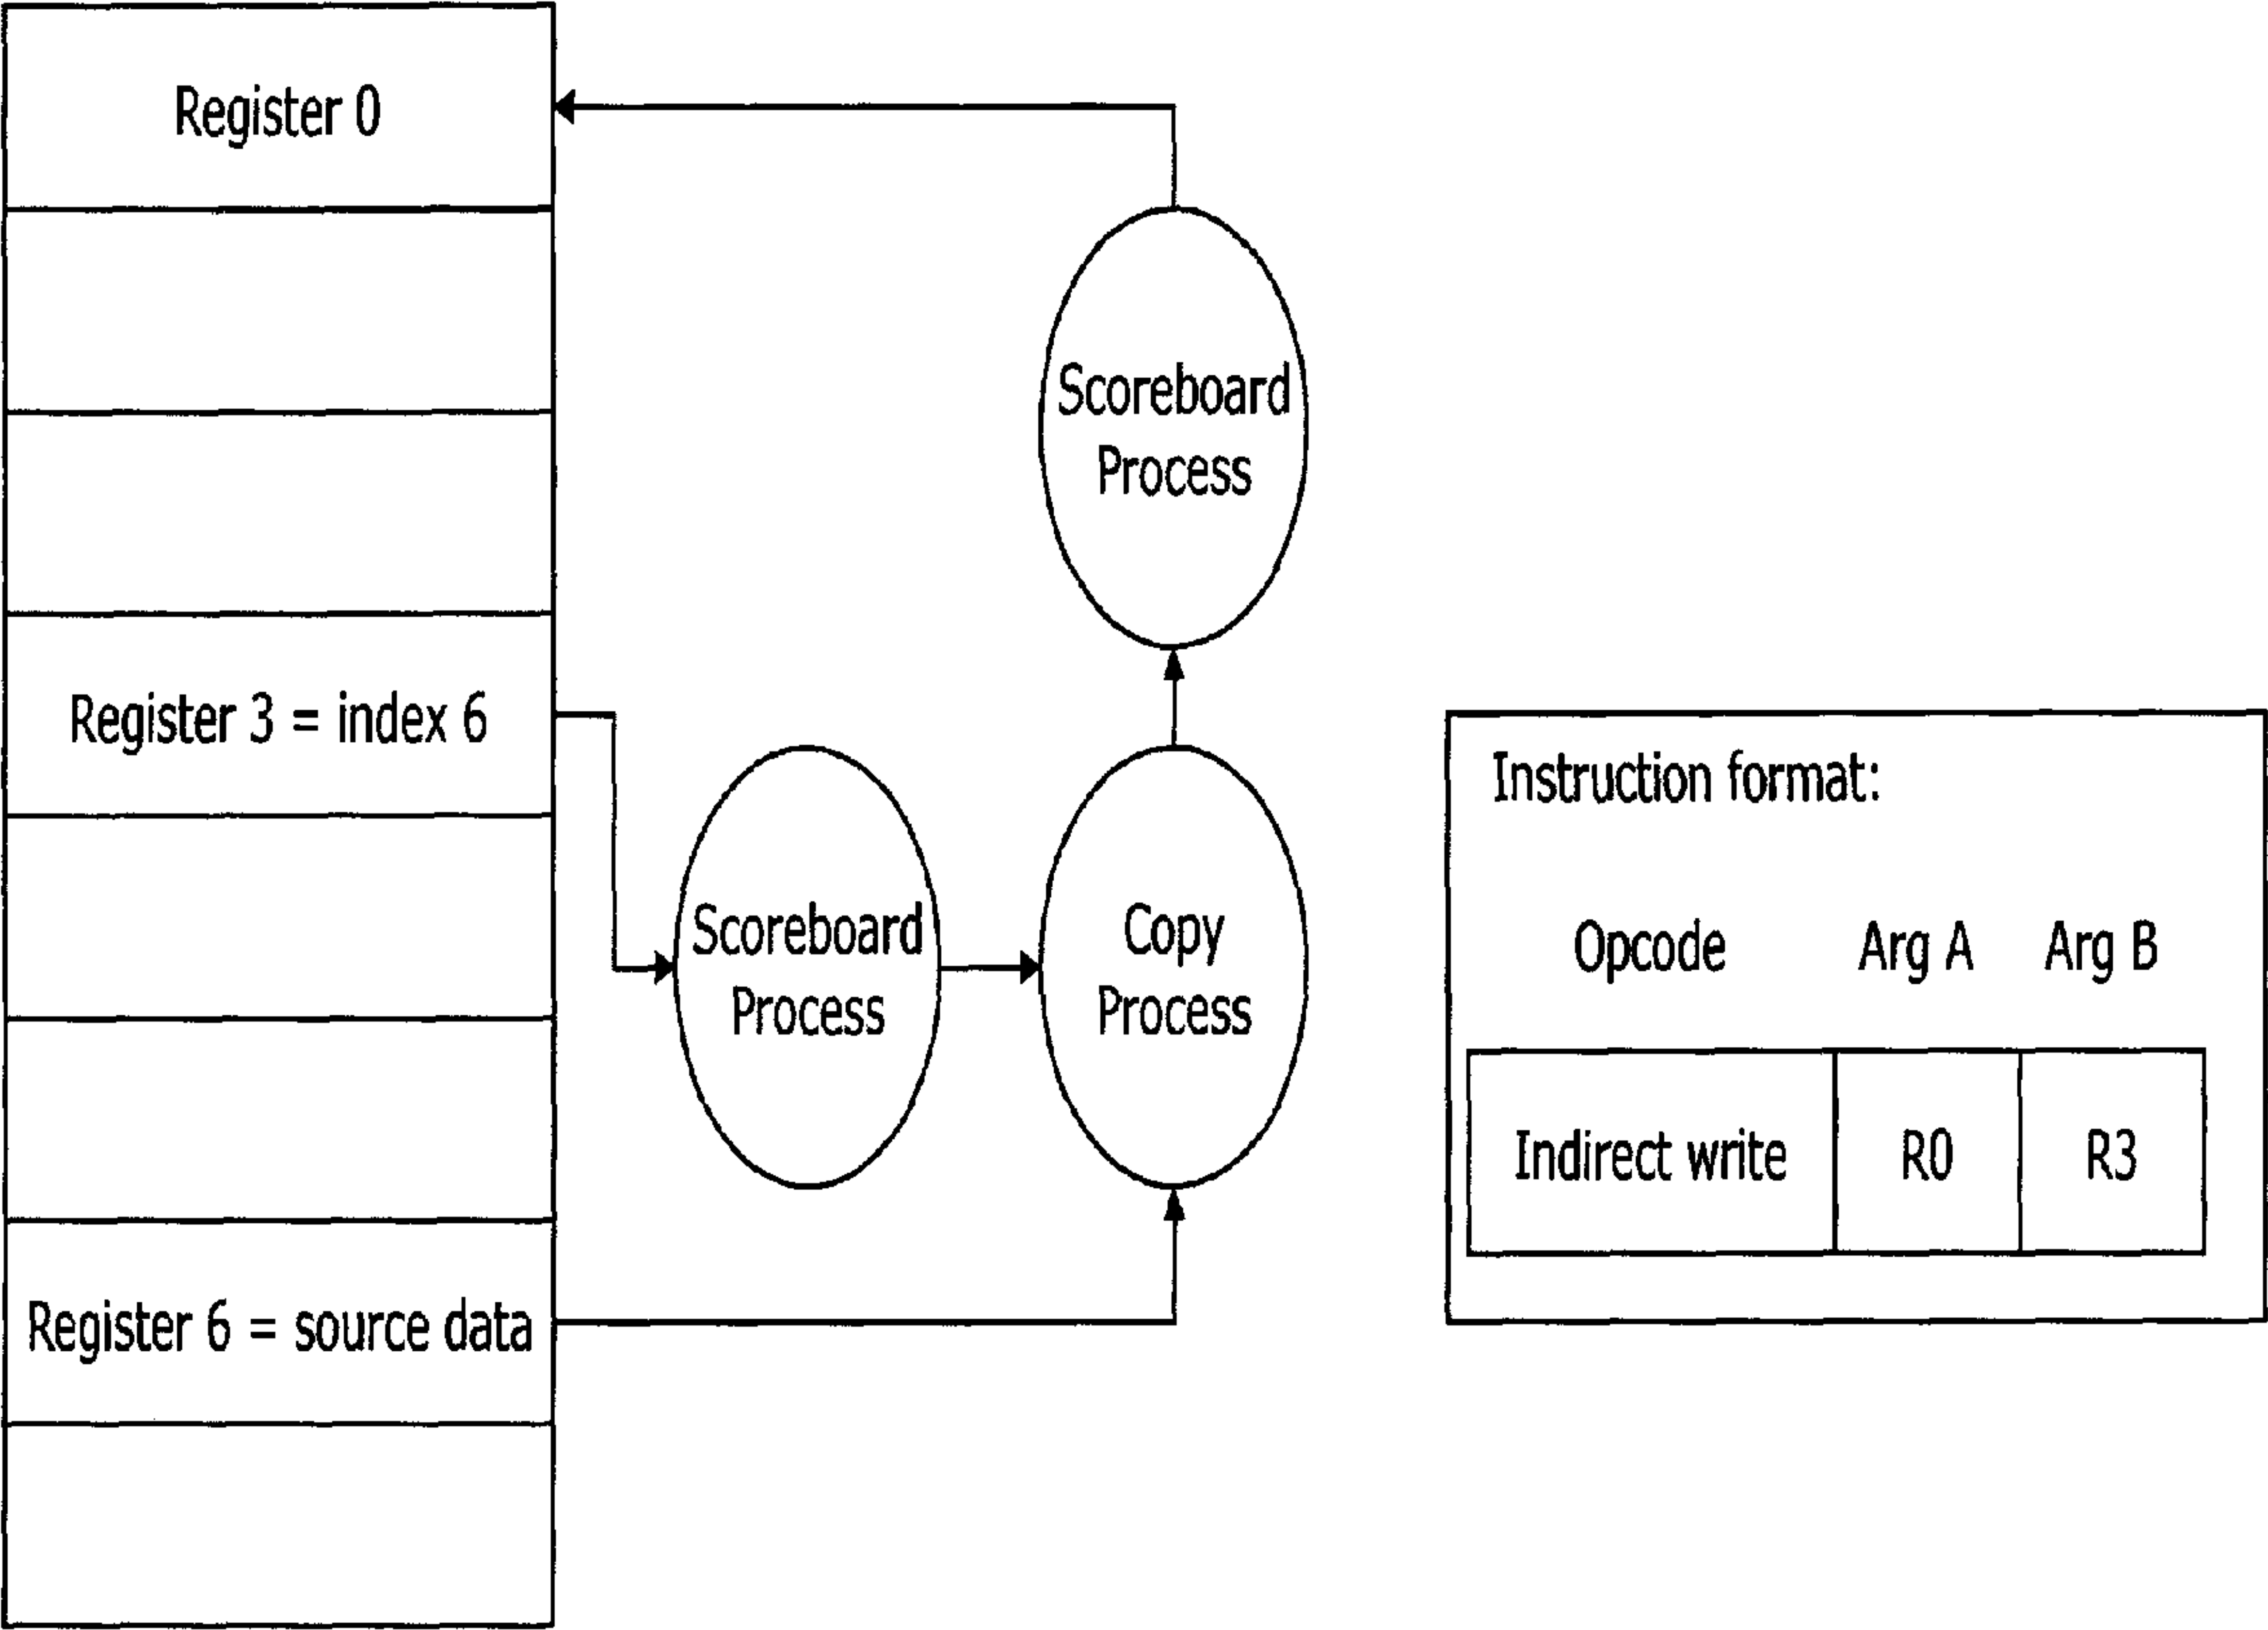 Register 0
Register 3 = index 6
Register 6 = source data
Scoreboard
Process
Scoreboard
Process
Copy
Process
Instruction format:
Opcode Arg A Arg B
Indirect write R0 R3